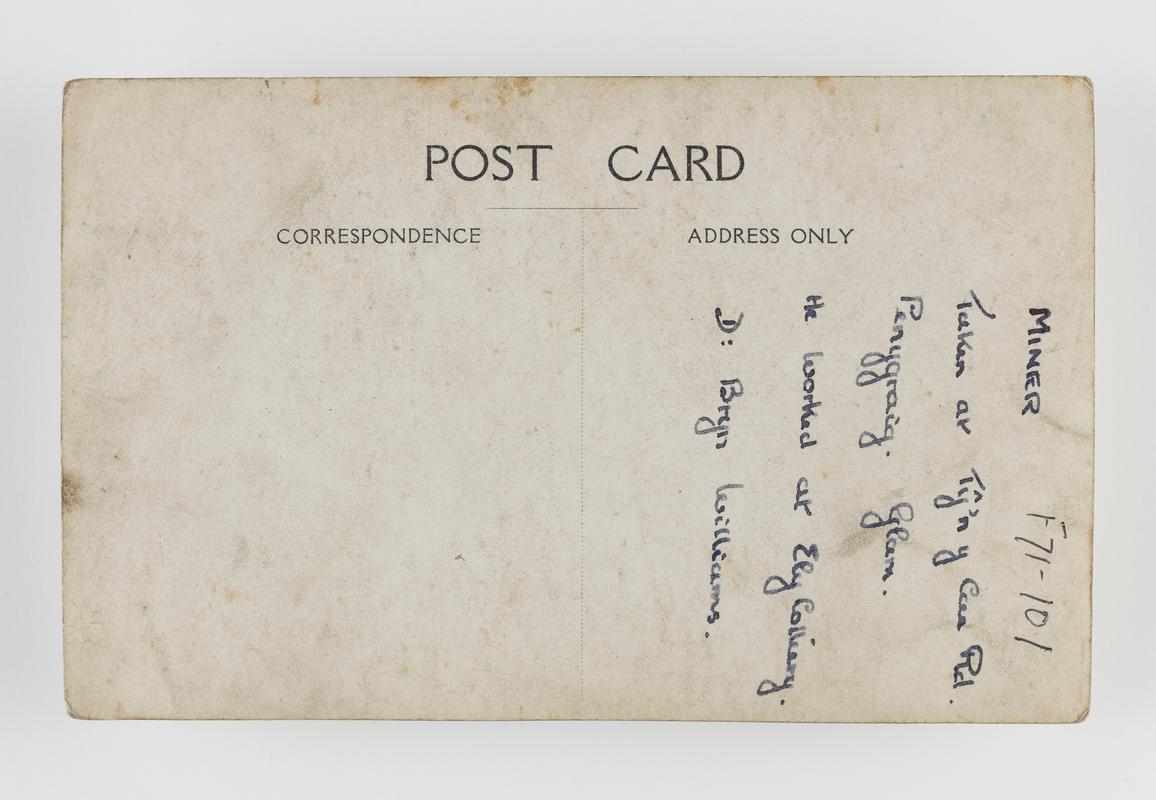 POST CARD
CORRESPONDENCE
ADDRESS ONLY
MINER F71-101
Taken at Tŷ'n y Cae Rd.
Penygraig. Glam.
He worked at Ely Colliery.
D: Bryn Williams.